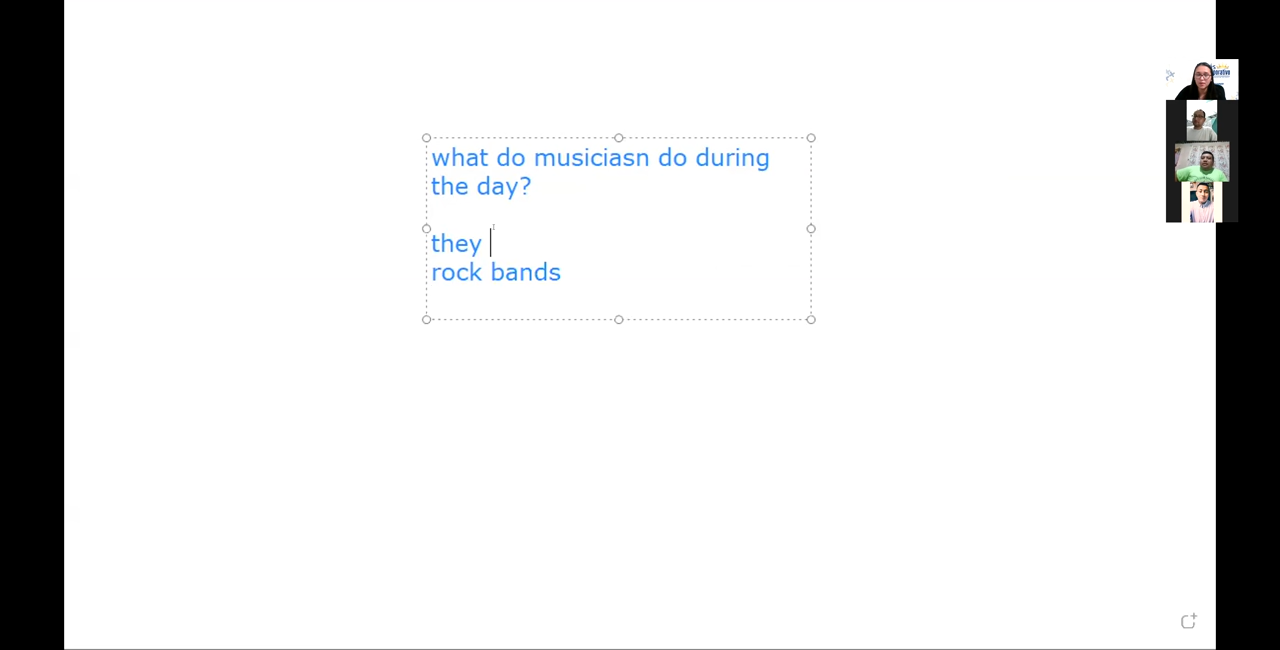 what do musiciasn do during
the day?
they
rock bands